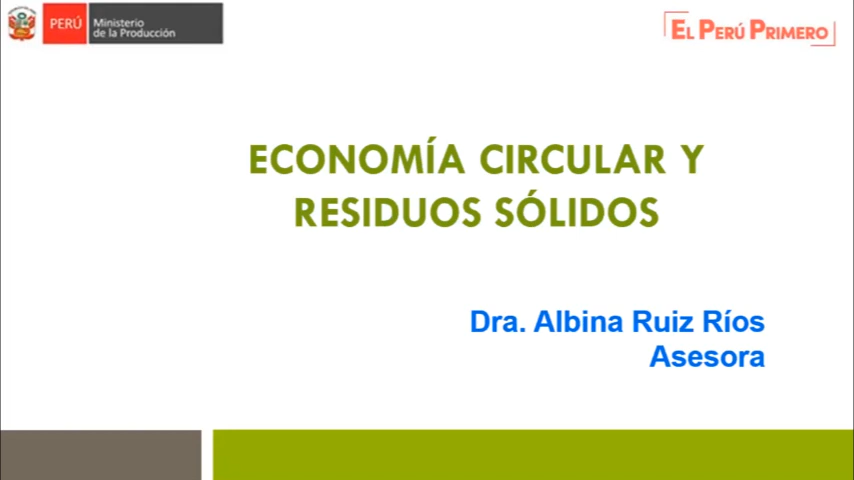 PERÚ
Ministerio
de la Producción
EL PERÚ PRIMERO
ECONOMÍA CIRCULAR Y
RESIDUOS SÓLIDOS
Dra. Albina Ruiz Ríos
Asesora